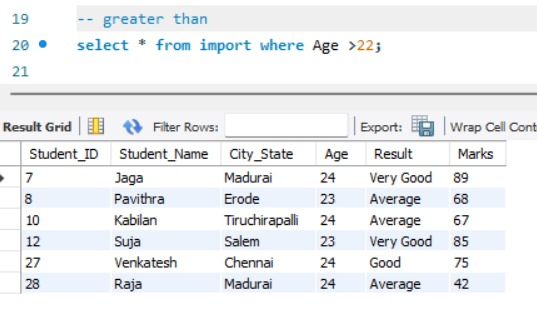 19 -- greater than
20 select * from import where Age >22;
21
Result Grid Filter Rows: Export: Wrap Cell Cont
Student_ID Student_Name City_State Age Result Marks
7 Jaga Madurai 24 Very Good 89
8 Pavithra Erode 23 Average 68
10 Kabilan Tiruchirapalli 24 Average 67
12 Suja Salem 23 Very Good 85
27 Venkatesh Chennai 24 Good 75
28 Raja Madurai 24 Average 42